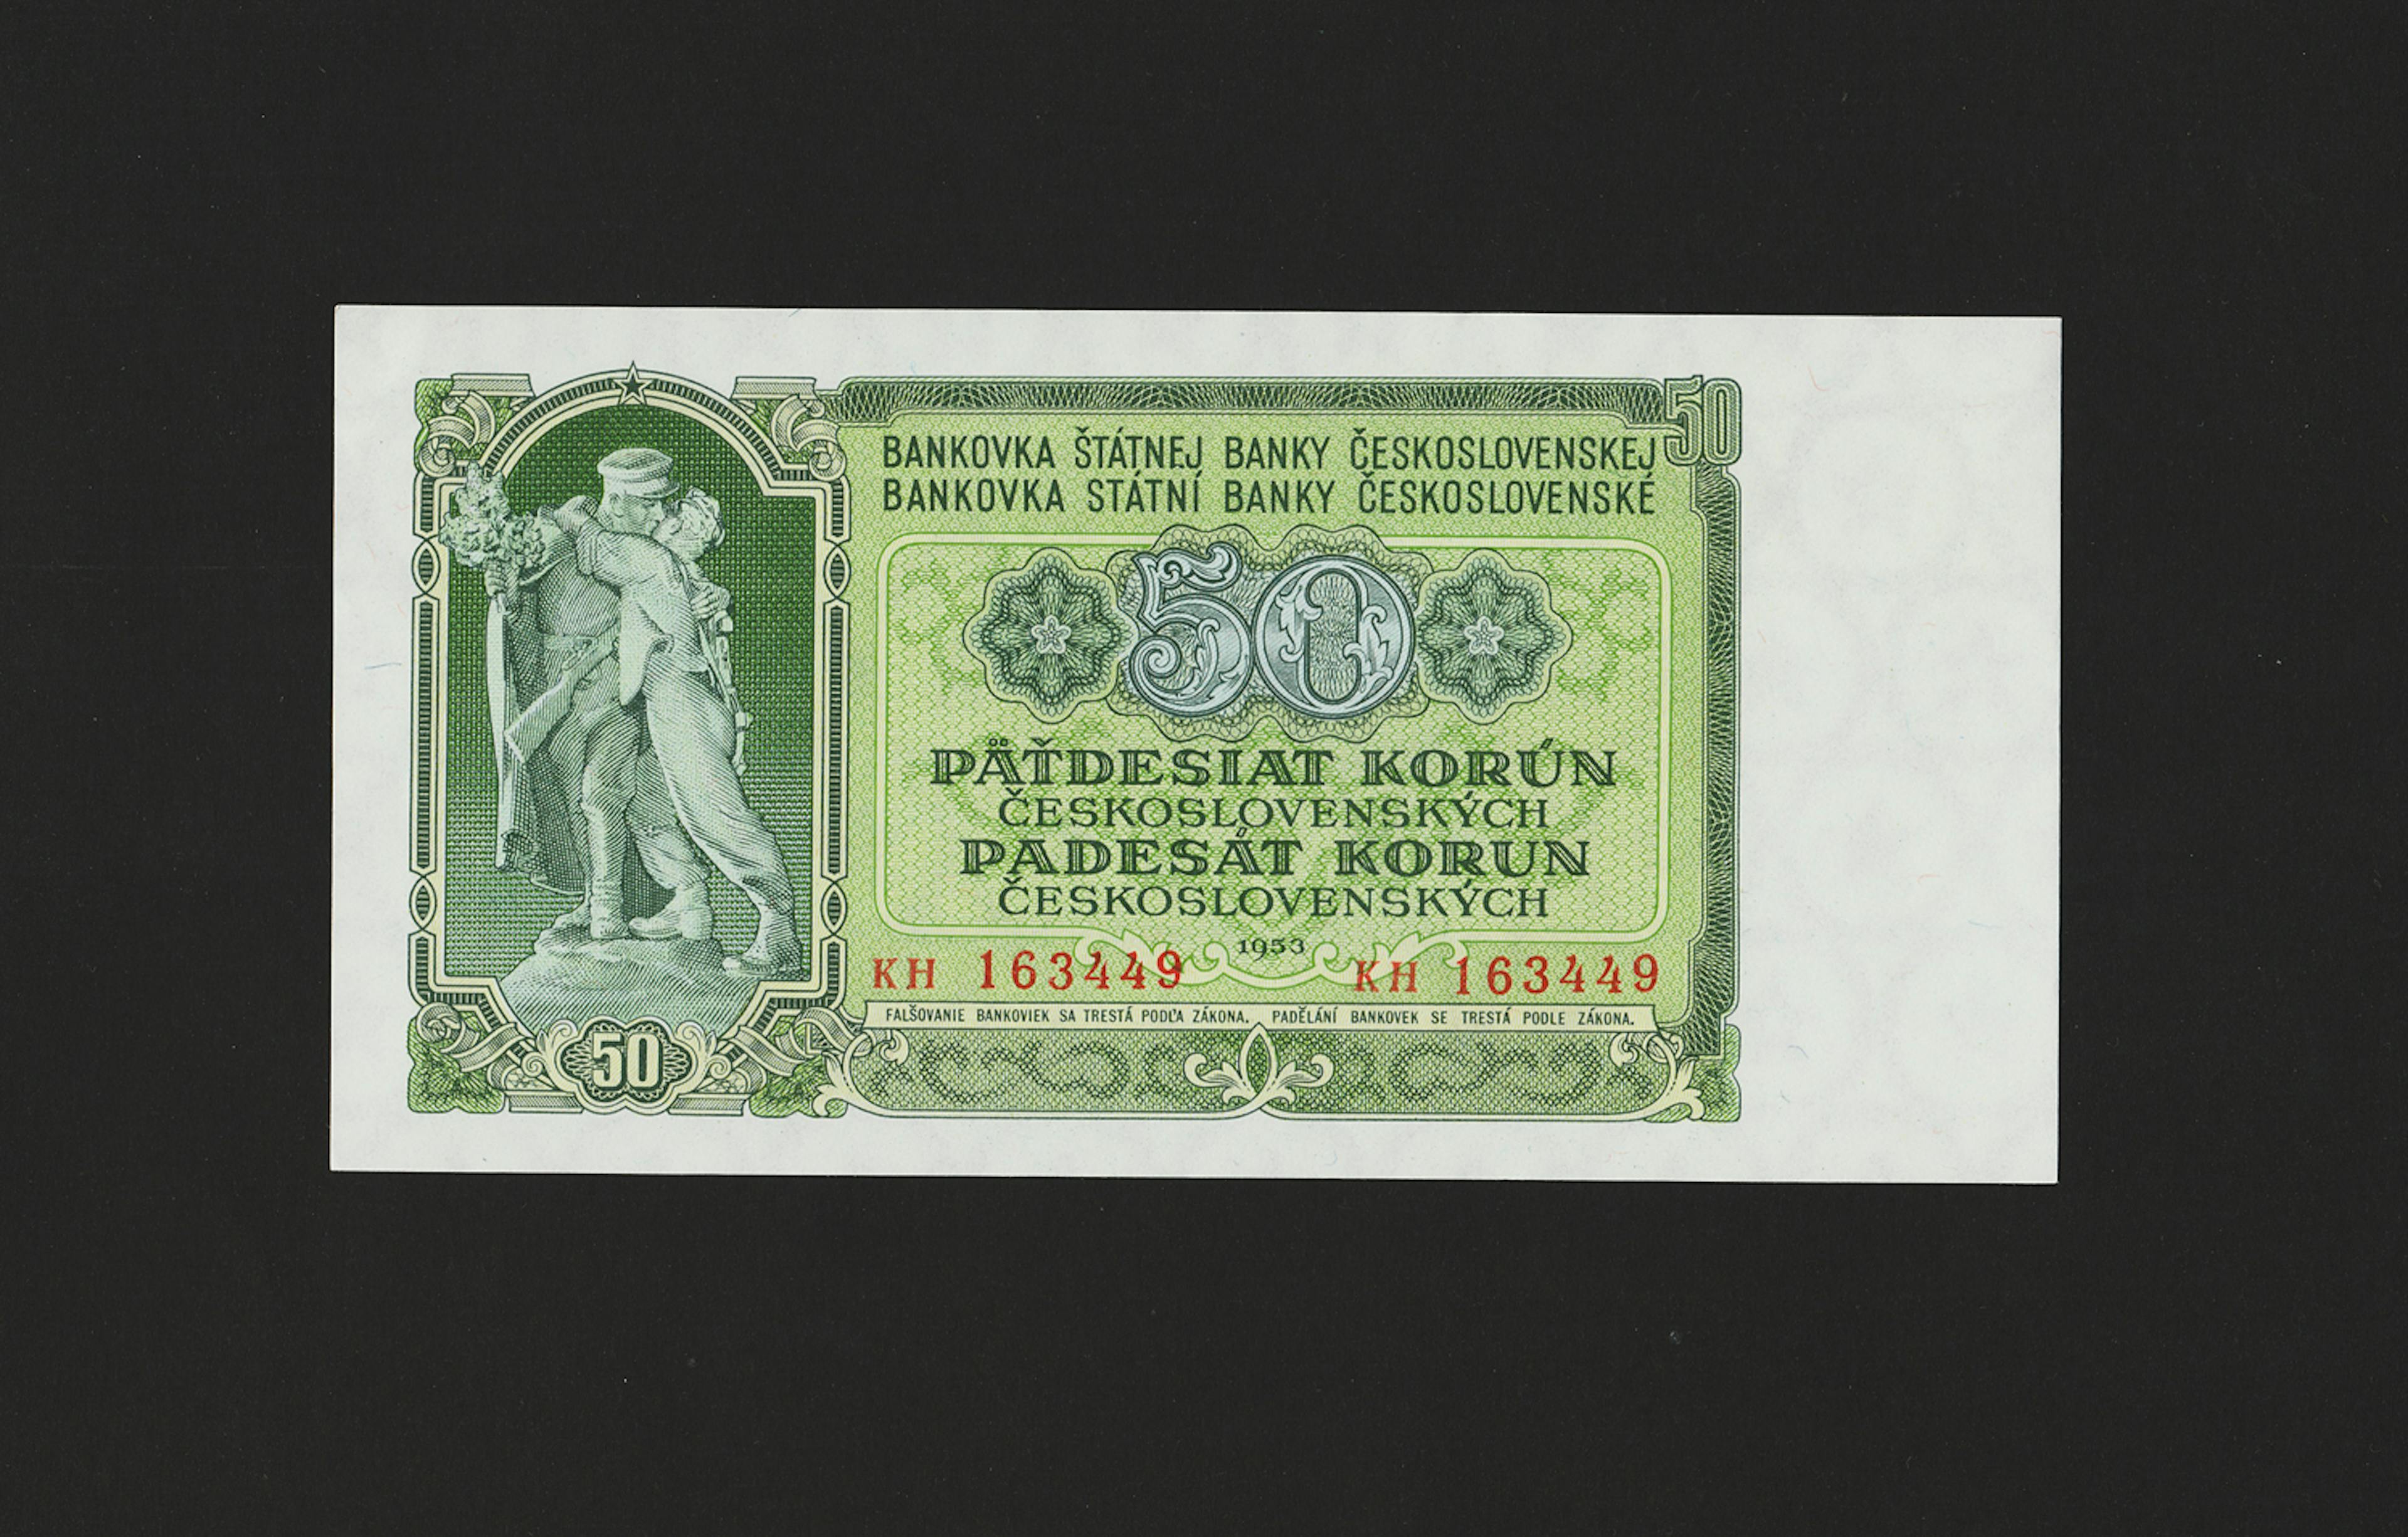 50
BANKOVKA ŠTÁTNEJ BANKY ČESKOSLOVENSKEJ
BANKOVKA STÁTNÍ BANKY ČESKOSLOVENSKÉ
50
PÄŤDESIAT KORÚN
ČESKOSLOVENSKÝCH
PADESÁT KORUN
ČESKOSLOVENSKÝCH
1953
KH 163449 KH 163449
FALŠOVANIE BANKOVIEK SA TRESTÁ PODĽA ZÁKONA. PADĚLÁNÍ BANKOVEK SE TRESTÁ PODLE ZÁKONA.
50